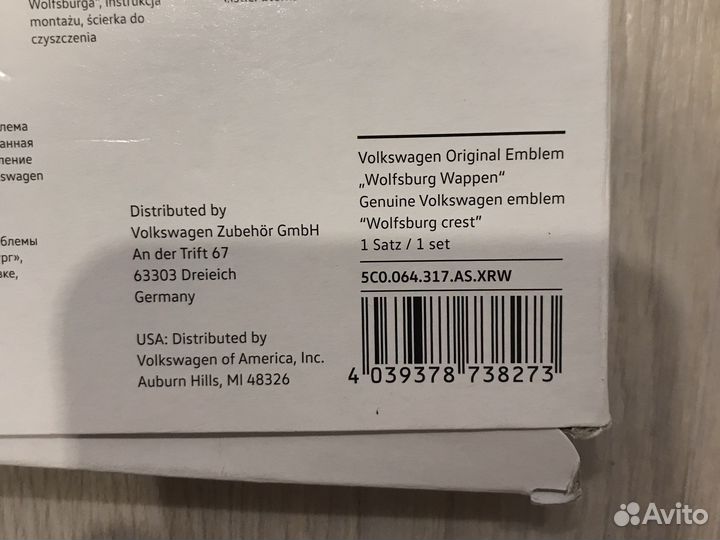 Wolfsburga", instrukcja
montażu, ścierka do
czyszczenia
Distributed by
Volkswagen Zubehör GmbH
An der Trift 67
63303 Dreieich
Germany
USA: Distributed by
Volkswagen of America, Inc.
Auburn Hills, MI 48326
Volkswagen Original Emblem
„Wolfsburg Wappen“
Genuine Volkswagen emblem
“Wolfsburg crest”
1 Satz / 1 set
5C0.064.317.AS.XRW
4 039378 738273
Avito